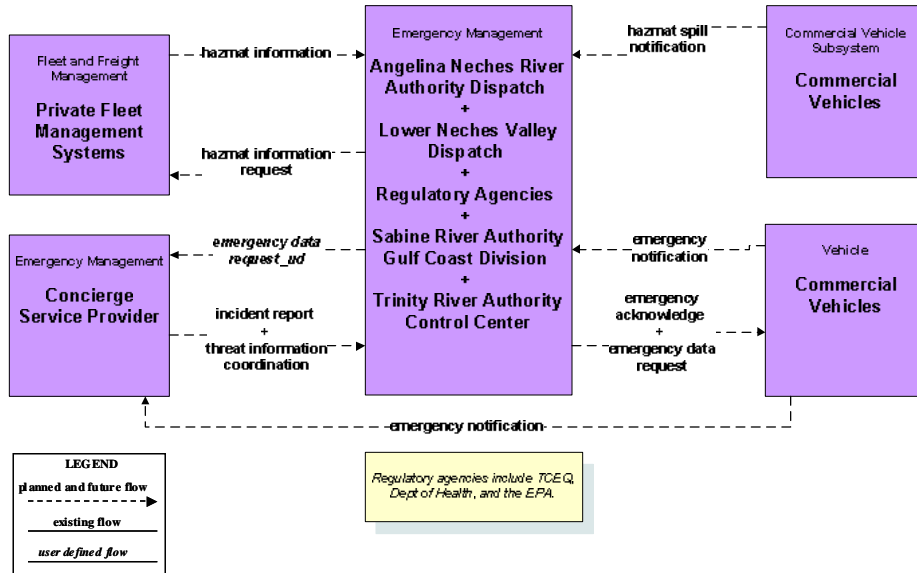 Fleet and Freight
Management
Private Fleet
Management
Systems
hazmat information
hazmat information
request
Emergency Management
Angelina Neches River
Authority Dispatch
+
Lower Neches Valley
Dispatch
+
Regulatory Agencies
+
Sabine River Authority
Gulf Coast Division
+
Trinity River Authority
Control Center
hazmat spill
notification
Commercial Vehicle
Subsystem
Commercial
Vehicles
Emergency Management
Concierge
Service Provider
emergency data
request_ud
incident report
+
threat information
coordination
emergency
notification
emergency
acknowledge
+
emergency data
request
Vehicle
Commercial
Vehicles
emergency notification
LEGEND
planned and future flow
existing flow
user defined flow
Regulatory agencies include TCEQ,
Dept of Health, and the EPA.